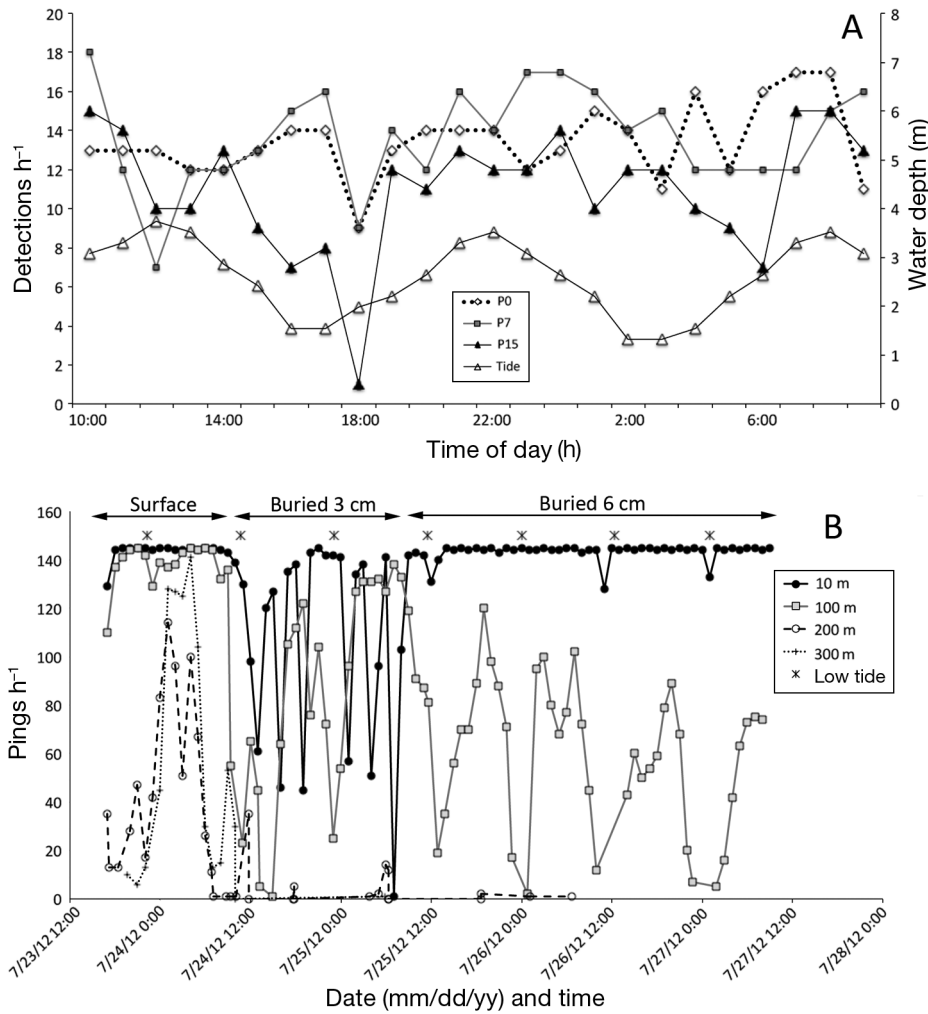 A
20
18
16
14
12
10
8
6
4
2
0
Detections h–1
8
7
6
5
4
3
2
1
0
Water depth (m)
P0
P7
P15
Tide
10:00 14:00 18:00 22:00 2:00 6:00
Time of day (h)
B
Surface Buried 3 cm Buried 6 cm
160
140
120
100
80
60
40
20
0
Pings h–1
10 m
100 m
200 m
300 m
Low tide
7/23/12 12:00
7/24/12 0:00
7/24/12 12:00
7/25/12 0:00
7/25/12 12:00
7/26/12 0:00
7/26/12 12:00
7/27/12 0:00
7/27/12 12:00
7/28/12 0:00
Date (mm/dd/yy) and time